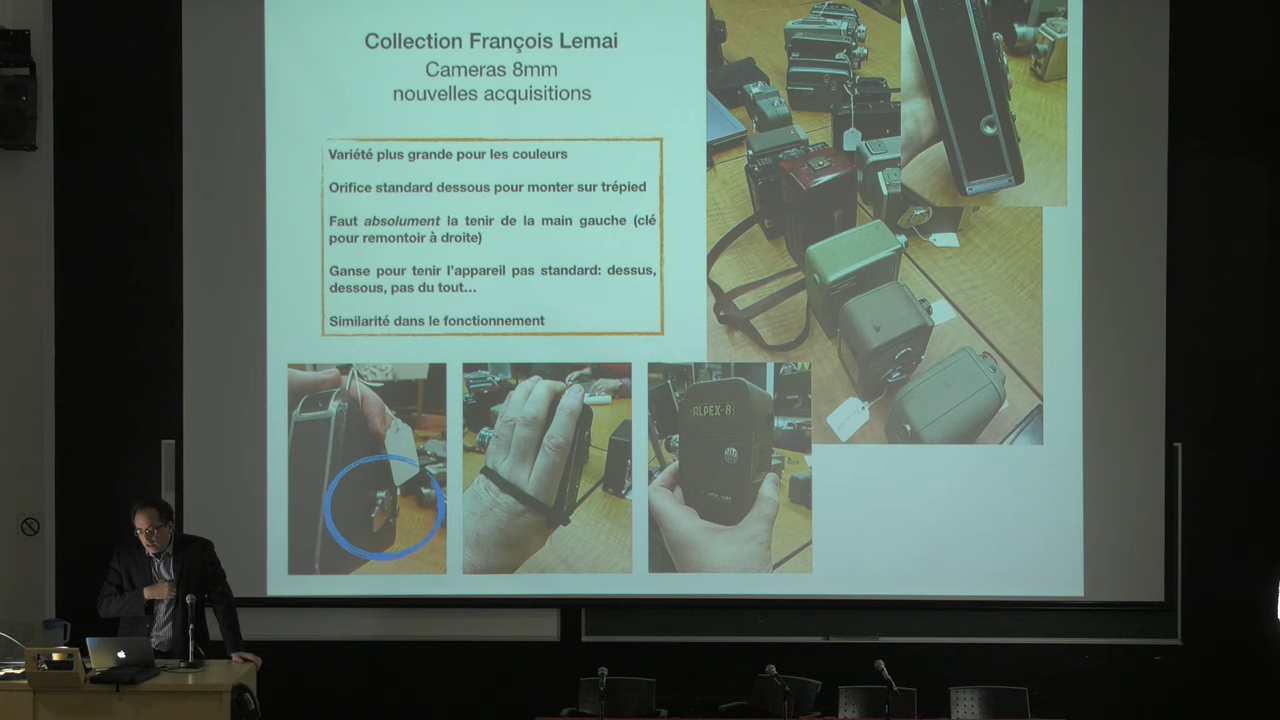 Collection François Lemai
Cameras 8mm
nouvelles acquisitions
Variété plus grande pour les couleurs
Orifice standard dessous pour monter sur trépied
Faut absolument la tenir de la main gauche (clé
pour remontoir à droite)
Ganse pour tenir l'appareil pas standard: dessus,
dessous, pas du tout…
Similarité dans le fonctionnement
ALPEX-8